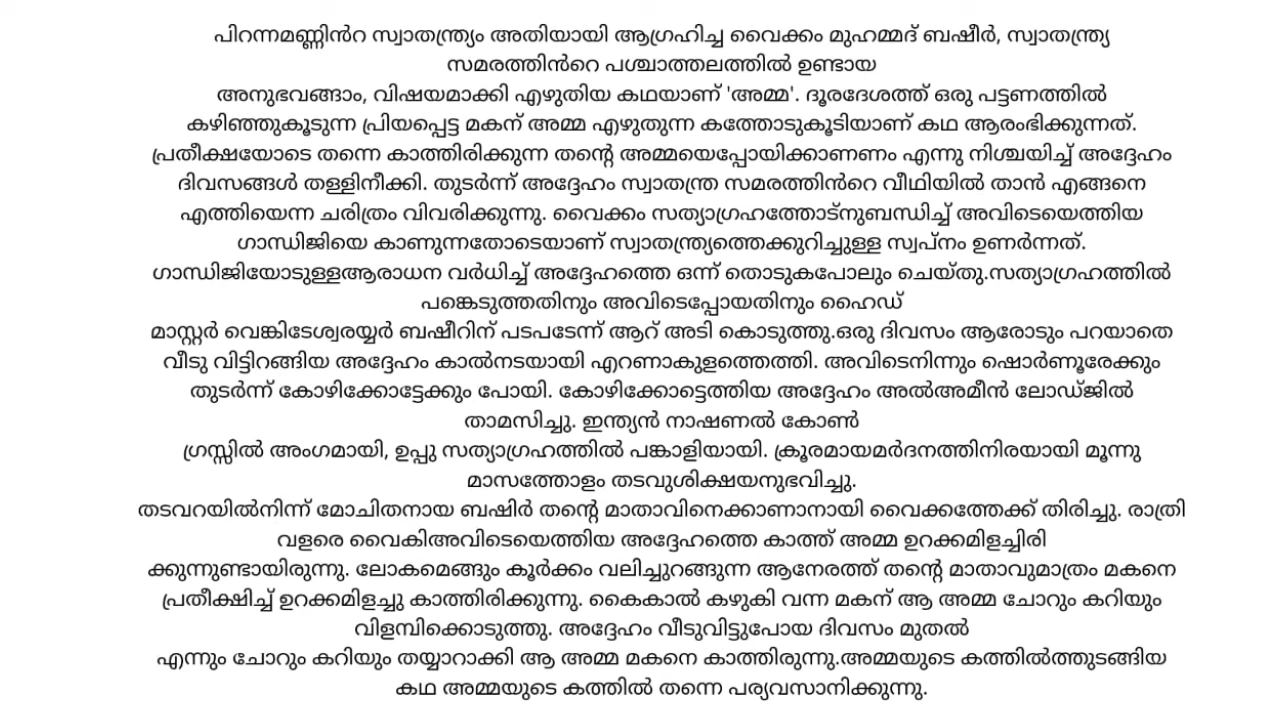 പിറന്നമണ്ണിൻറ സ്വാതന്ത്ര്യം അതിയായി ആഗ്രഹിച്ച വൈക്കം മുഹമ്മദ് ബഷീർ, സ്വാതന്ത്ര്യ
സമരത്തിൻറെ പശ്ചാത്തലത്തിൽ ഉണ്ടായ
അനുഭവങ്ങാം, വിഷയമാക്കി എഴുതിയ കഥയാണ് 'അമ്മ'. ദൂരദേശത്ത് ഒരു പട്ടണത്തിൽ
കഴിഞ്ഞുകൂടുന്ന പ്രിയപ്പെട്ട മകന് അമ്മ എഴുതുന്ന കത്തോടുകൂടിയാണ് കഥ ആരംഭിക്കുന്നത്.
പ്രതീക്ഷയോടെ തന്നെ കാത്തിരിക്കുന്ന തന്റെ അമ്മയെപ്പോയിക്കാണണം എന്നു നിശ്ചയിച്ച് അദ്ദേഹം
ദിവസങ്ങൾ തള്ളിനീക്കി. തുടർന്ന് അദ്ദേഹം സ്വാതന്ത്ര സമരത്തിൻറെ വീഥിയിൽ താൻ എങ്ങനെ
എത്തിയെന്ന ചരിത്രം വിവരിക്കുന്നു. വൈക്കം സത്യാഗ്രഹത്തോട്നുബന്ധിച്ച് അവിടെയെത്തിയ
ഗാന്ധിജിയെ കാണുന്നതോടെയാണ് സ്വാതന്ത്ര്യത്തെക്കുറിച്ചുള്ള സ്വപ്നം ഉണർന്നത്.
ഗാന്ധിജിയോടുള്ളആരാധന വർധിച്ച് അദ്ദേഹത്തെ ഒന്ന് തൊടുകപോലും ചെയ്തു.സത്യാഗ്രഹത്തിൽ
പങ്കെടുത്തതിനും അവിടെപ്പോയതിനും ഹൈഡ്
മാസ്റ്റർ വെങ്കിടേശ്വരയ്യർ ബഷീറിന് പടപടേന്ന് ആറ് അടി കൊടുത്തു.ഒരു ദിവസം ആരോടും പറയാതെ
വീടു വിട്ടിറങ്ങിയ അദ്ദേഹം കാൽനടയായി എറണാകുളത്തെത്തി. അവിടെനിന്നും ഷൊർണൂരേക്കും
തുടർന്ന് കോഴിക്കോട്ടേക്കും പോയി. കോഴിക്കോട്ടെത്തിയ അദ്ദേഹം അൽഅമീൻ ലോഡ്ജിൽ
താമസിച്ചു. ഇന്ത്യൻ നാഷണൽ കോൺ
ഗ്രസ്സിൽ അംഗമായി, ഉപ്പു സത്യാഗ്രഹത്തിൽ പങ്കാളിയായി. ക്രൂരമായമർദനത്തിനിരയായി മൂന്നു
മാസത്തോളം തടവുശിക്ഷയനുഭവിച്ചു.
തടവറയിൽനിന്ന് മോചിതനായ ബഷിർ തന്റെ മാതാവിനെക്കാണാനായി വൈക്കത്തേക്ക് തിരിച്ചു. രാത്രി
വളരെ വൈകിഅവിടെയെത്തിയ അദ്ദേഹത്തെ കാത്ത് അമ്മ ഉറക്കമിളച്ചിരി
ക്കുന്നുണ്ടായിരുന്നു. ലോകമെങ്ങും കൂർക്കം വലിച്ചുറങ്ങുന്ന ആനേരത്ത് തന്റെ മാതാവുമാത്രം മകനെ
പ്രതീക്ഷിച്ച് ഉറക്കമിളച്ചു കാത്തിരിക്കുന്നു. കൈകാൽ കഴുകി വന്ന മകന് ആ അമ്മ ചോറും കറിയും
വിളമ്പിക്കൊടുത്തു. അദ്ദേഹം വീടുവിട്ടുപോയ ദിവസം മുതൽ
എന്നും ചോറും കറിയും തയ്യാറാക്കി ആ അമ്മ മകനെ കാത്തിരുന്നു.അമ്മയുടെ കത്തിൽത്തുടങ്ങിയ
കഥ അമ്മയുടെ കത്തിൽ തന്നെ പര്യവസാനിക്കുന്നു.